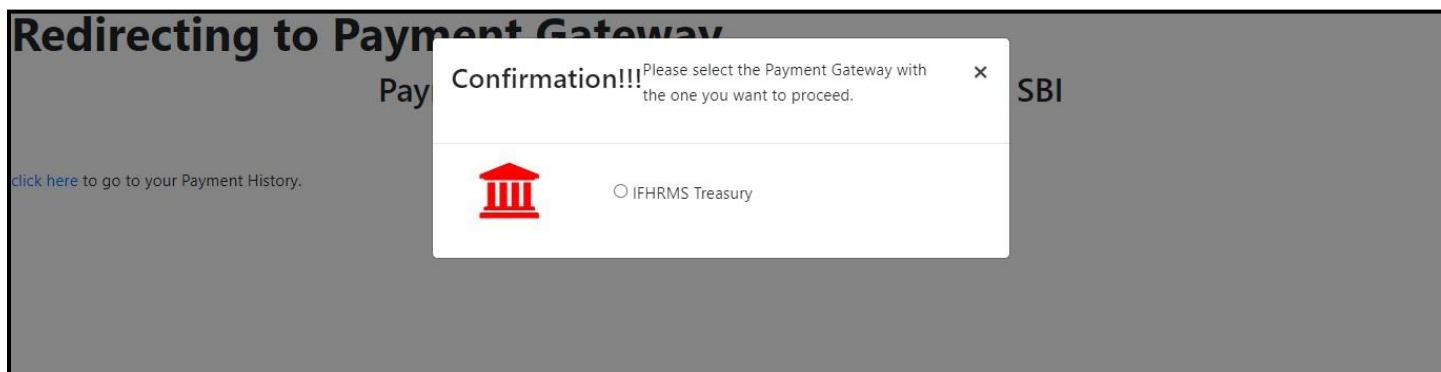 Redirecting to Payment Gateway
Confirmation!!!
Please select the Payment Gateway with
the one you want to proceed.
×
SBI
click here to go to your Payment History.
IFHRMS Treasury